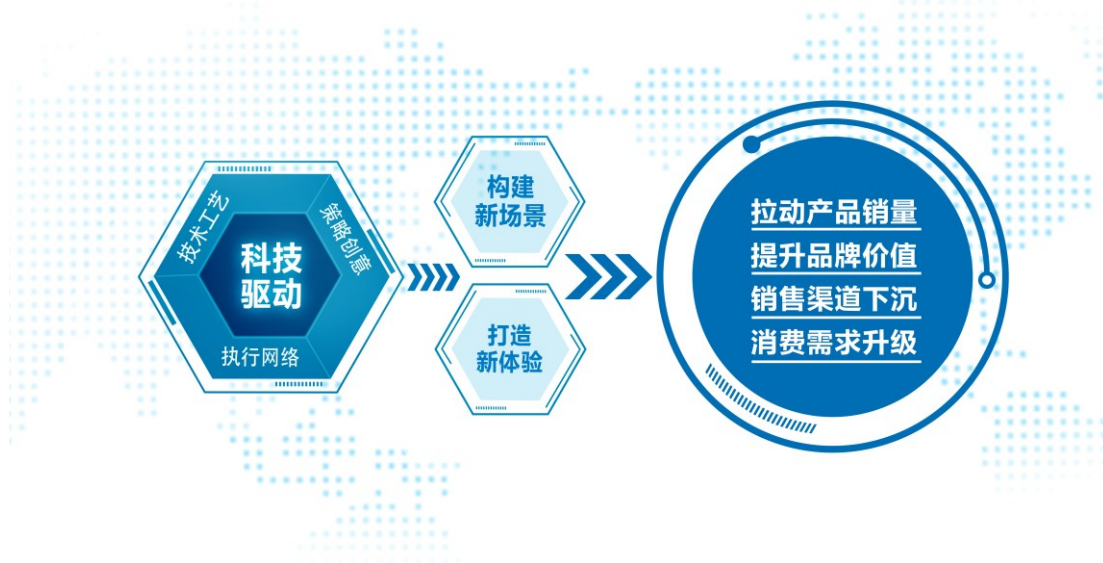 技术工艺
策略创意
科技
驱动
执行网络
构建
新场景
打造
新体验
拉动产品销量
提升品牌价值
销售渠道下沉
消费需求升级